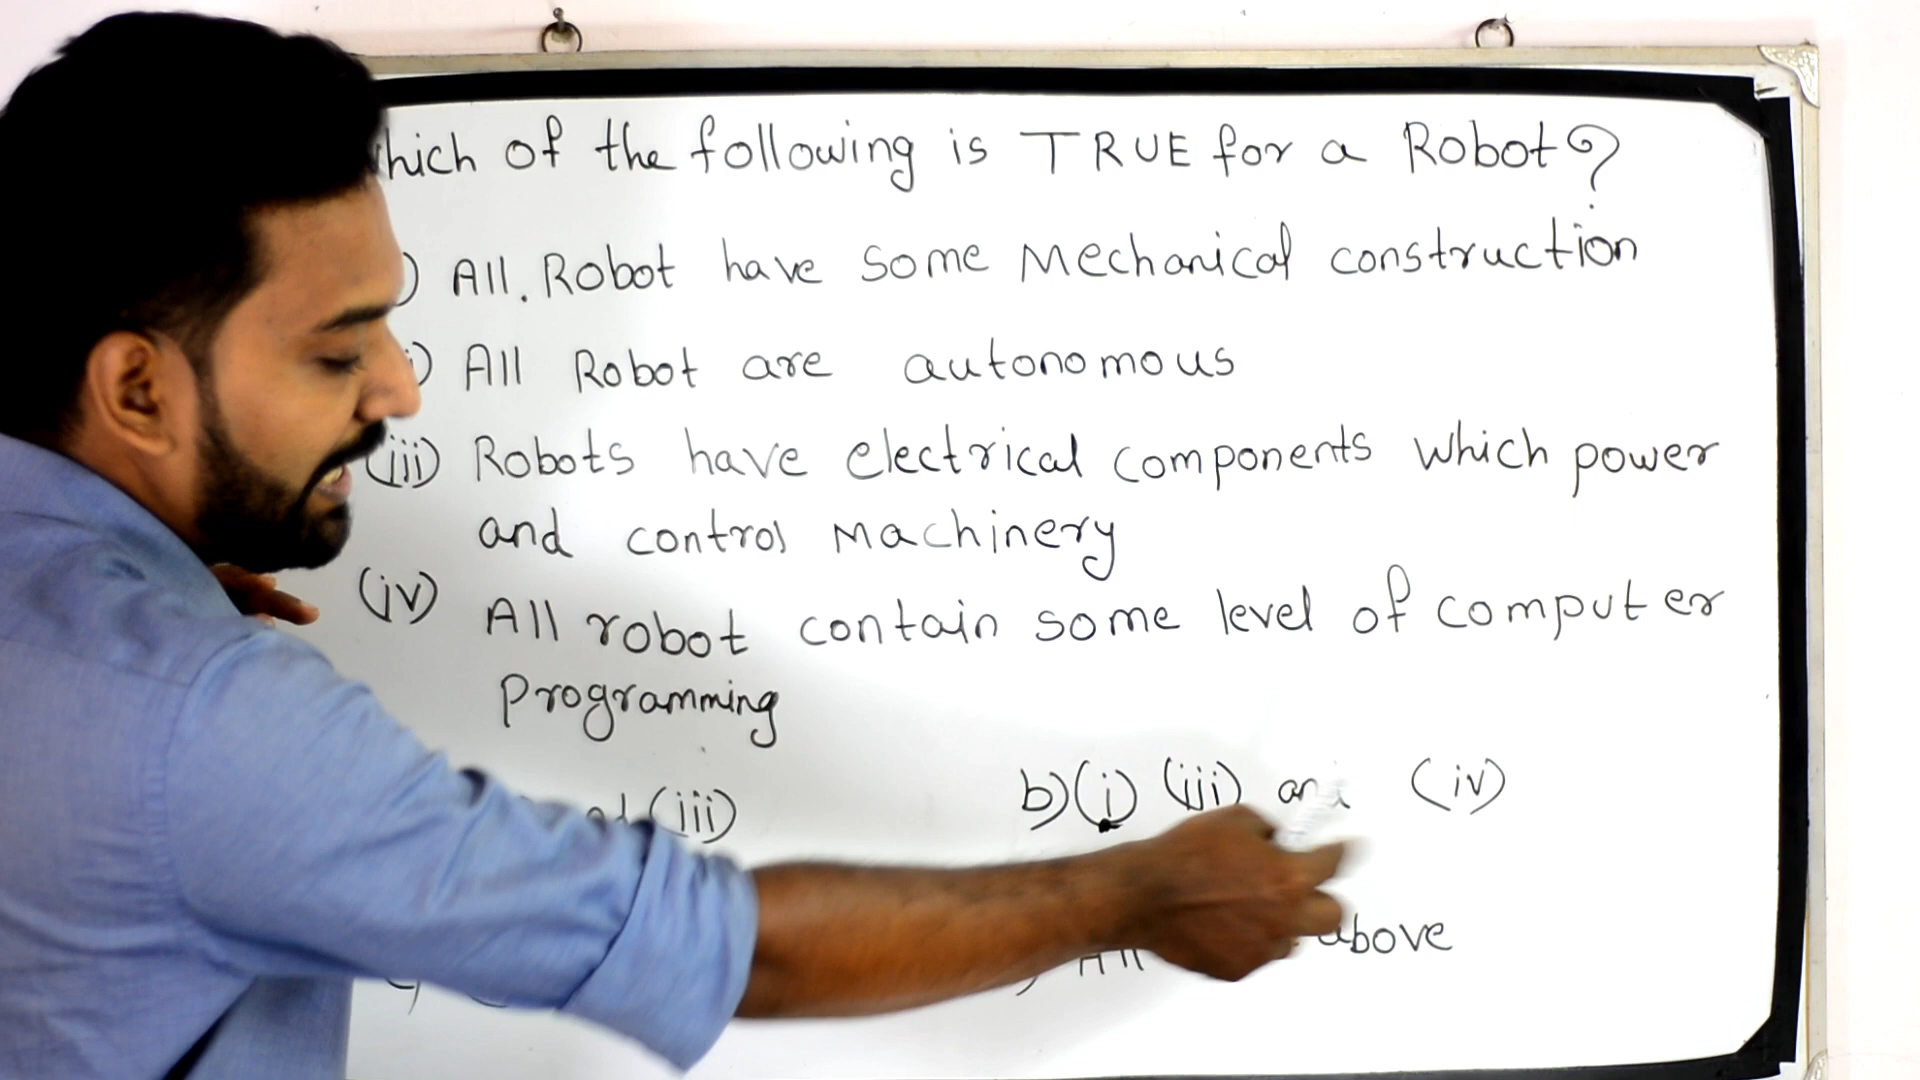 hich of the following is TRUE for a Robot?
) All. Robot have some Mechanical construction
i) All Robot are autonomous
(iii) Robots have electrical components which power
and control Machinery
(iv) All robot contain some level of computer
Programming
(iii) b) (i) (iii) (iv)
All above